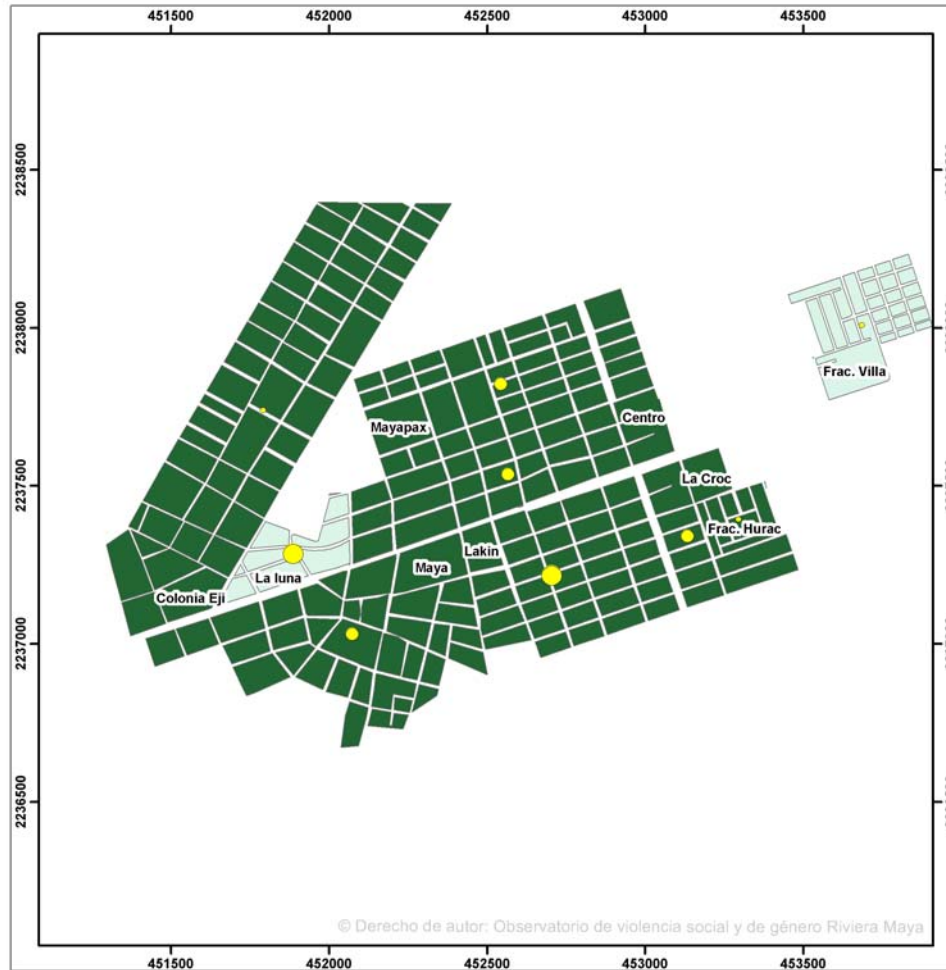 451500 452000 452500 453000 453500
2238500
2238000
Frac. Villa
Centro
Mayapax
2237500
La Croc
Frac. Hurac
Lakin
Maya
La luna
Colonia Eji
2237000
2236500
© Derecho de autor: Observatorio de violencia social y de género Riviera Maya
451500 452000 452500 453000 453500